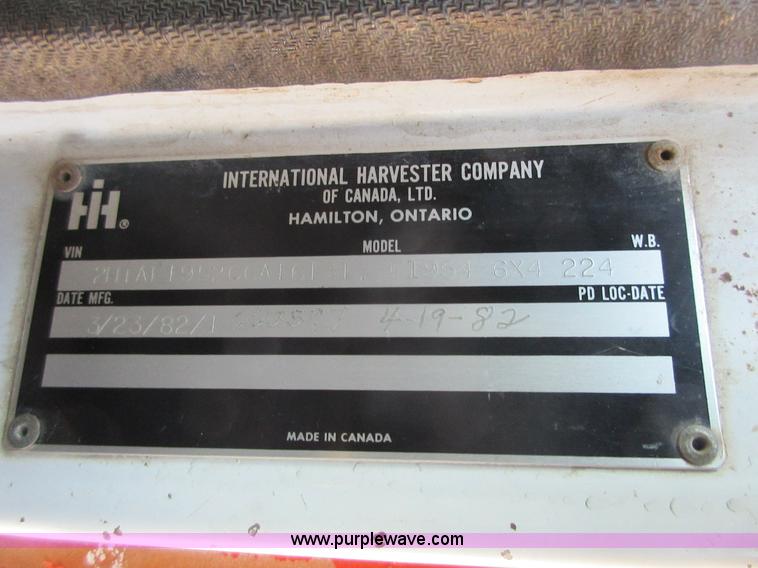 INTERNATIONAL HARVESTER COMPANY
OF CANADA, LTD.
HAMILTON, ONTARIO
IH®
VIN MODEL W.B.
6X4 224
DATE MFG. PD LOC-DATE
3/23/82/1 4-19-82
MADE IN CANADA
www.purplewave.com